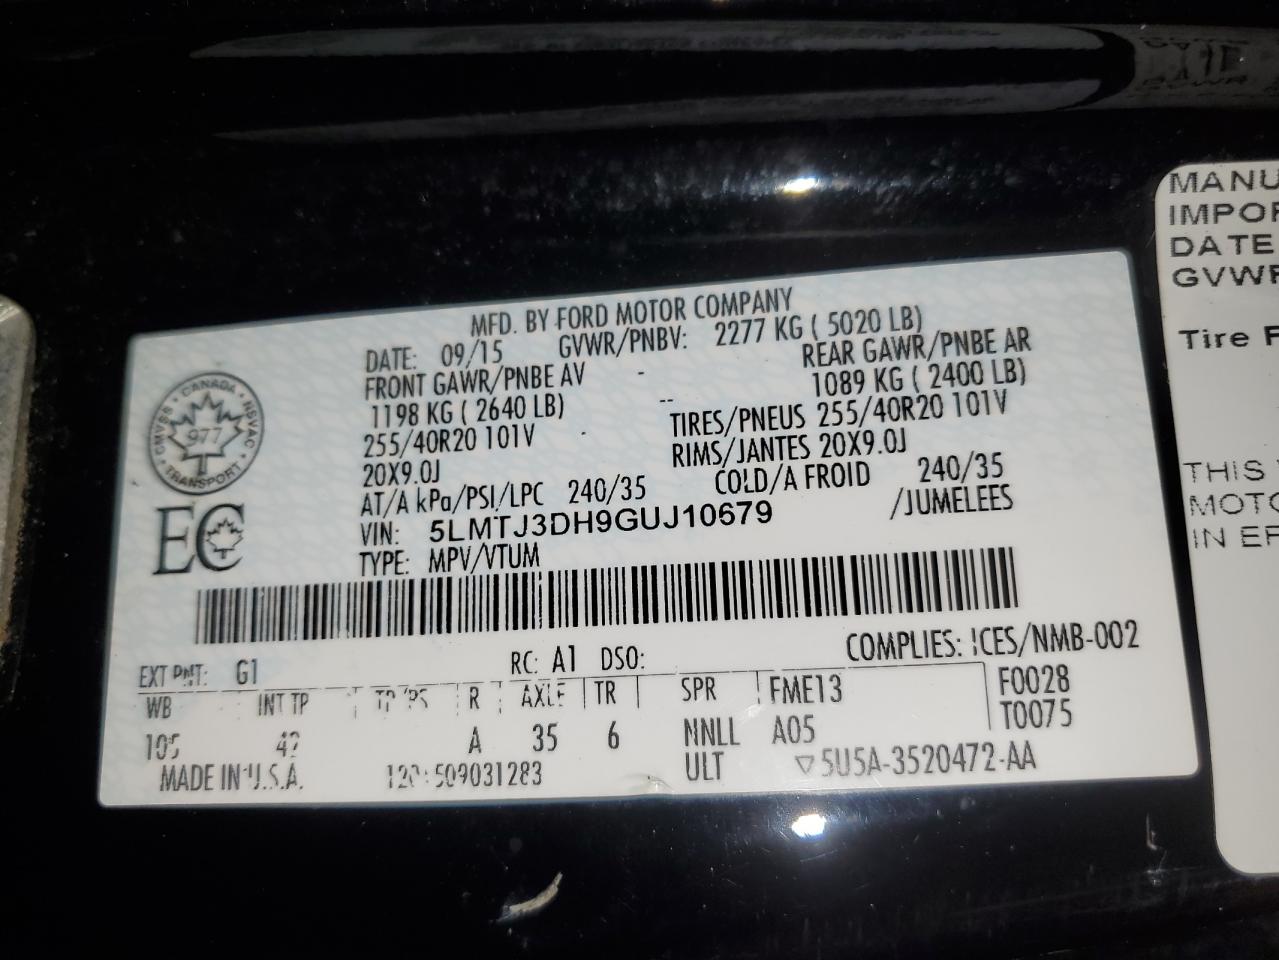 MFD. BY FORD MOTOR COMPANY
DATE: 09/15 GVWR/PNBV: 2277 KG ( 5020 LB)
FRONT GAWR/PNBE AV - REAR GAWR/PNBE AR
1198 KG ( 2640 LB) -- 1089 KG ( 2400 LB)
255/40R20 101V - TIRES/PNEUS 255/40R20 101V
20X9.0J RIMS/JANTES 20X9.0J
AT/A kPa/PSI/LPC 240/35 COLD/A FROID 240/35
VIN: 5LMTJ3DH9GUJ10679 /JUMELEES
TYPE: MPV/VTUM
CANADA
CMVSS NSVAC
977
TRANSPORT
EC
COMPLIES: ICES/NMB-002
EXT PNT: G1 RC: A1 DSO:
WB INT TP R AXLE TR SPR FME13 F0028
105 A 35 6 NNLL A05 T0075
MADE IN U.S.A. ULT ▽5U5A-3520472-AA
MANU
IMPOR
DATE
GVWR
Tire
THIS
MOTO
IN EF